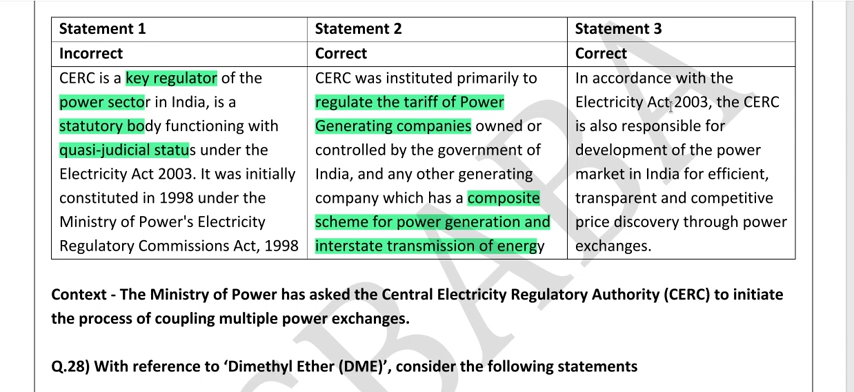 Statement 1
Statement 2
Statement 3
Incorrect
Correct
Correct
CERC is a key regulator of the
power sector in India, is a
statutory body functioning with
quasi-judicial status under the
Electricity Act 2003. It was initially
constituted in 1998 under the
Ministry of Power's Electricity
Regulatory Commissions Act, 1998
CERC was instituted primarily to
regulate the tariff of Power
Generating companies owned or
controlled by the government of
India, and any other generating
company which has a composite
scheme for power generation and
interstate transmission of energy
In accordance with the
Electricity Act 2003, the CERC
is also responsible for
development of the power
market in India for efficient,
transparent and competitive
price discovery through power
exchanges.
Context - The Ministry of Power has asked the Central Electricity Regulatory Authority (CERC) to initiate
the process of coupling multiple power exchanges.
Q.28) With reference to ‘Dimethyl Ether (DME)’, consider the following statements